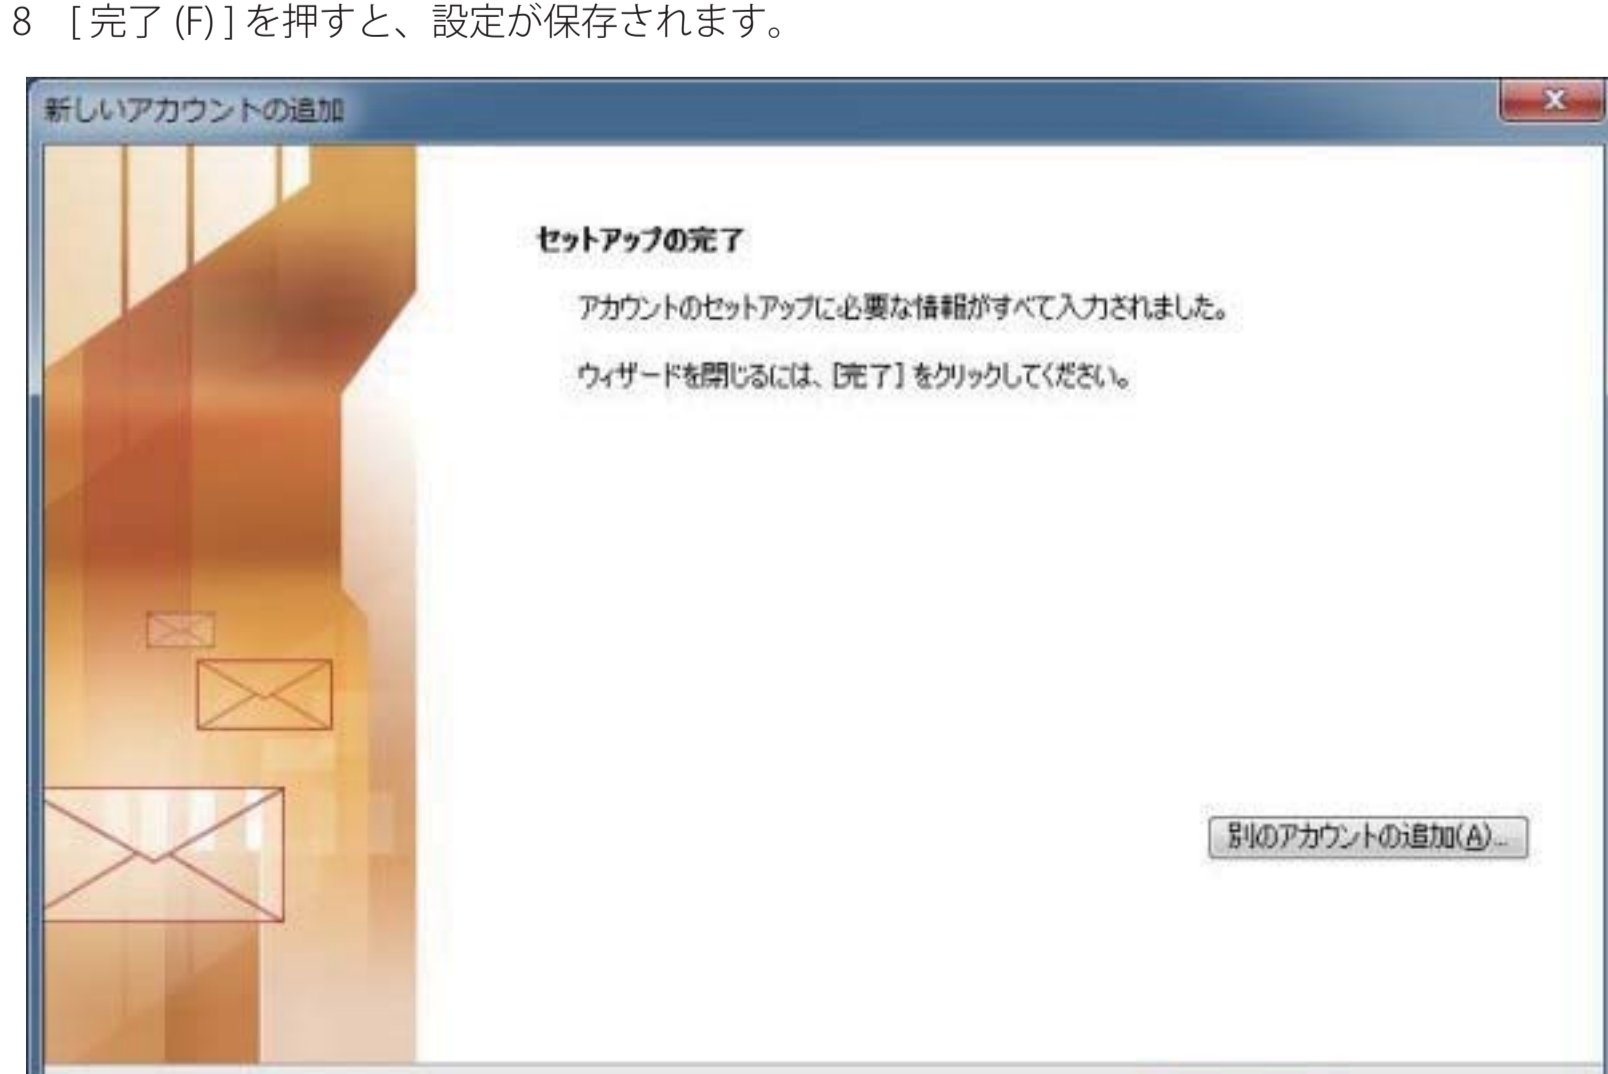 8 [ 完了 (F) ] を押すと、設定が保存されます。
新しいアカウントの追加
セットアップの完了
アカウントのセットアップに必要な情報がすべて入力されました。
ウィザードを閉じるには、[完了] をクリックしてください。
別のアカウントの追加(A)...